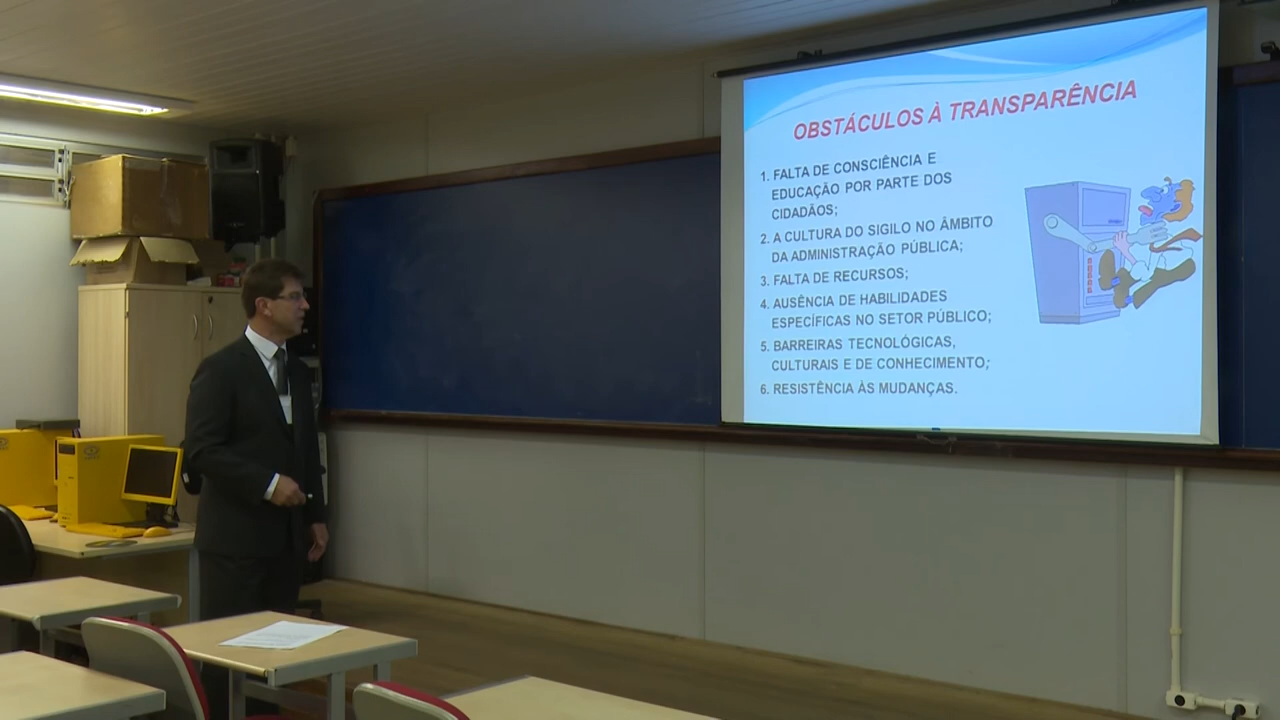 OBSTÁCULOS À TRANSPARÊNCIA
1. FALTA DE CONSCIÊNCIA E
EDUCAÇÃO POR PARTE DOS
CIDADÃOS;
2. A CULTURA DO SIGILO NO ÂMBITO
DA ADMINISTRAÇÃO PÚBLICA;
3. FALTA DE RECURSOS;
4. AUSÊNCIA DE HABILIDADES
ESPECÍFICAS NO SETOR PÚBLICO;
5. BARREIRAS TECNOLÓGICAS,
CULTURAIS E DE CONHECIMENTO;
6. RESISTÊNCIA ÀS MUDANÇAS.